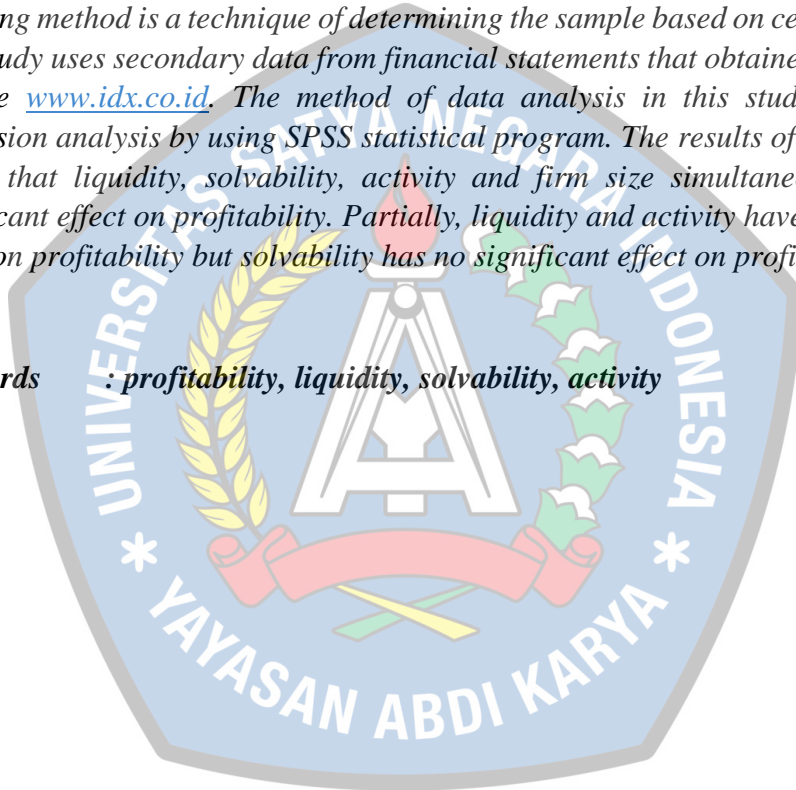 ng method is a technique of determining the sample based on ce
tudy uses secondary data from financial statements that obtaine
e www.idx.co.id. The method of data analysis in this stud
sion analysis by using SPSS statistical program. The results of
that liquidity, solvability, activity and firm size simultane
cant effect on profitability. Partially, liquidity and activity have
on profitability but solvability has no significant effect on profi
rds : profitability, liquidity, solvability, activity
UNIVERSITAS SATYA NEGARA INDONESIA
* YAYASAN ABDI KARYA *